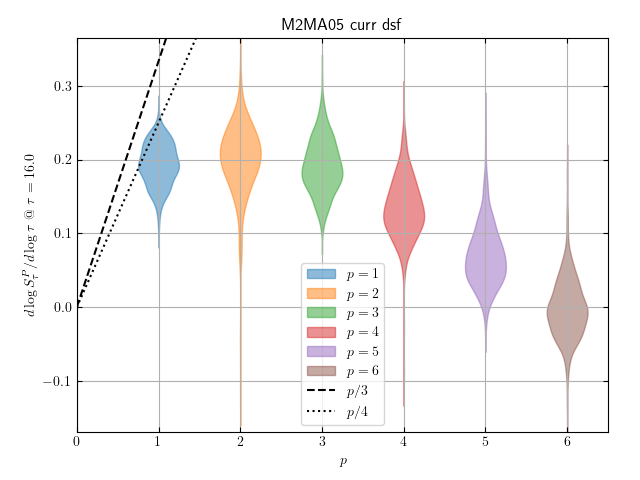 M2MA05 curr dsf
d log S_τ^P / d log τ @ τ = 16.0
0.3
0.2
0.1
0.0
−0.1
p = 1
p = 2
p = 3
p = 4
p = 5
p = 6
p/3
p/4
0 1 2 3 4 5 6
p